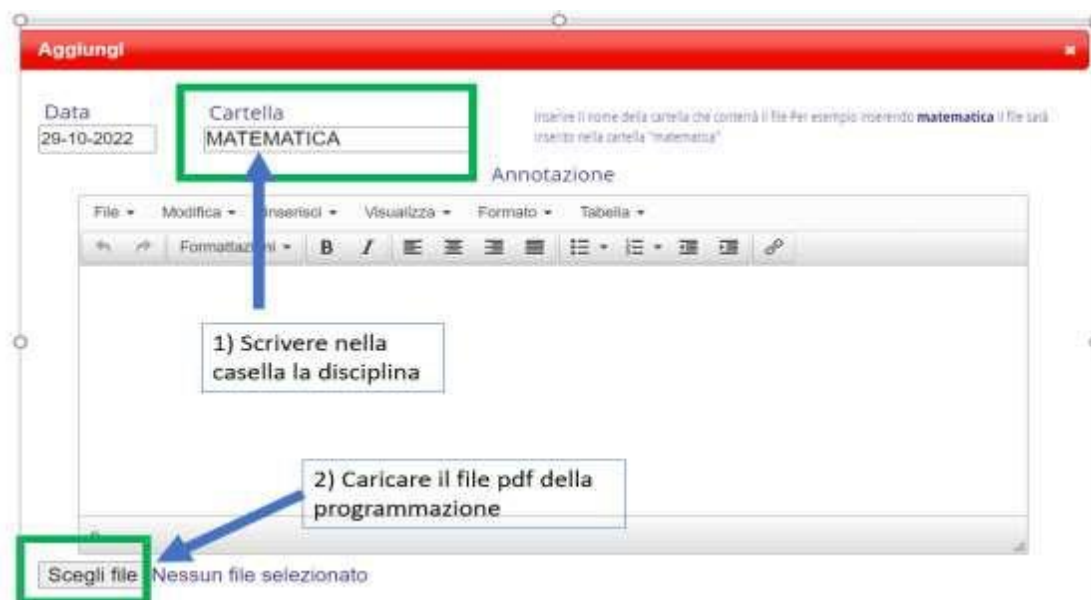 Aggiungi
Data
Cartella
29-10-2022
MATEMATICA
Inserire il nome della cartella che conterrà il file Per esempio inserendo matematica il file sarà
inserito nella cartella "matematica"
Annotazione
File Modifica Inserisci Visualizza Formato Tabella
Formattazioni B I
1) Scrivere nella
casella la disciplina
2) Caricare il file pdf della
programmazione
Scegli file Nessun file selezionato